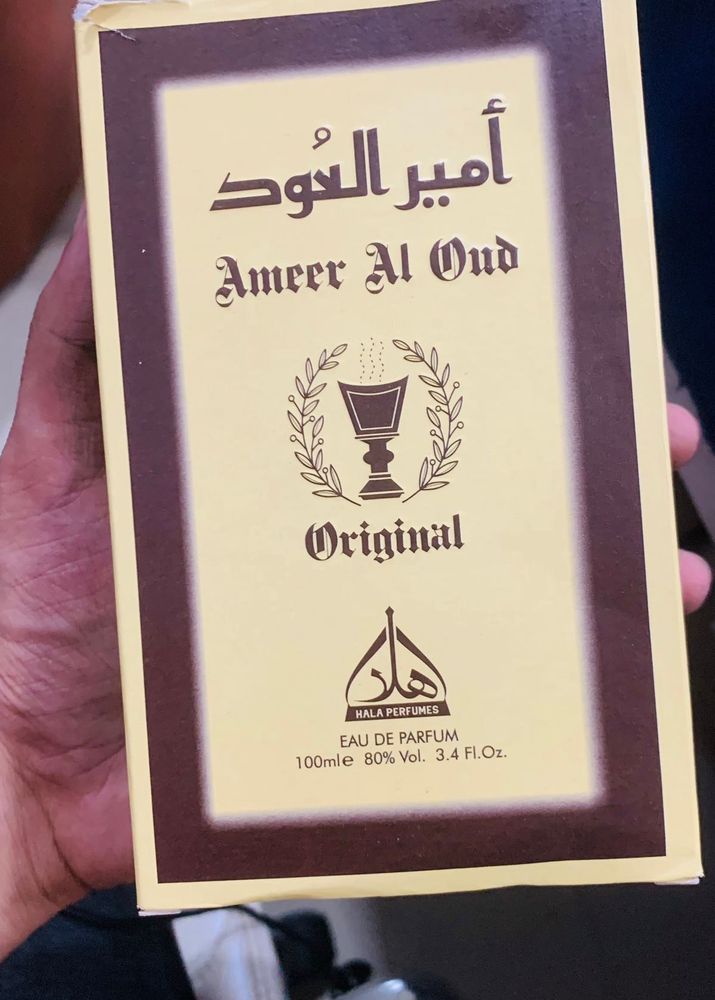 أمير العُود
Ameer Al Oud
Original
هلا
HALA PERFUMES
EAU DE PARFUM
100ml℮ 80% Vol. 3.4 Fl.Oz.